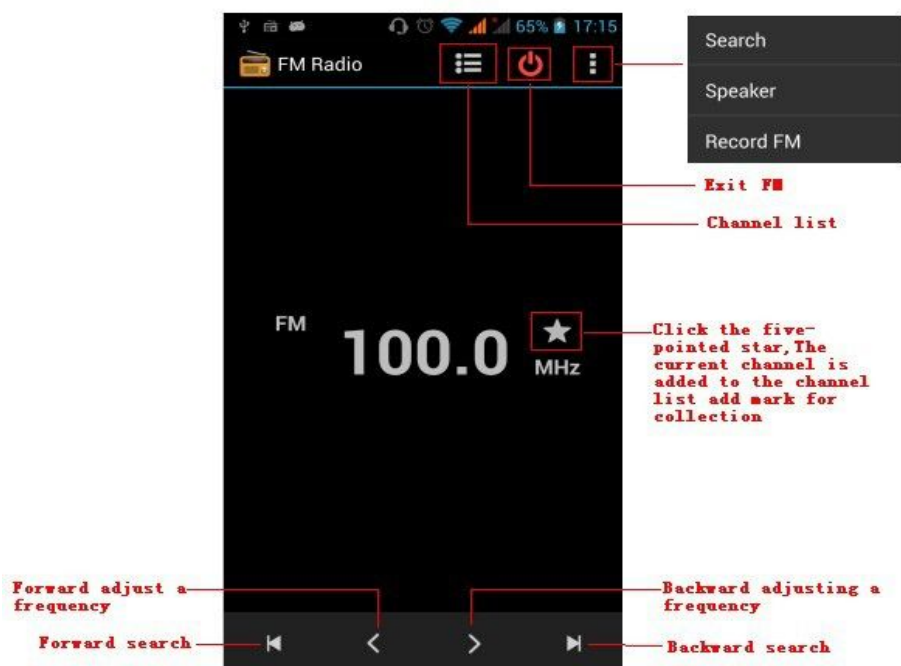 65% 17:15
FM Radio
Search
Speaker
Record FM
Exit FM
Channel list
FM
100.0
MHz
Click the five-
pointed star,The
current channel is
added to the channel
list add mark for
collection
Forward adjust a
frequency
Backward adjusting a
frequency
Forward search
Backward search